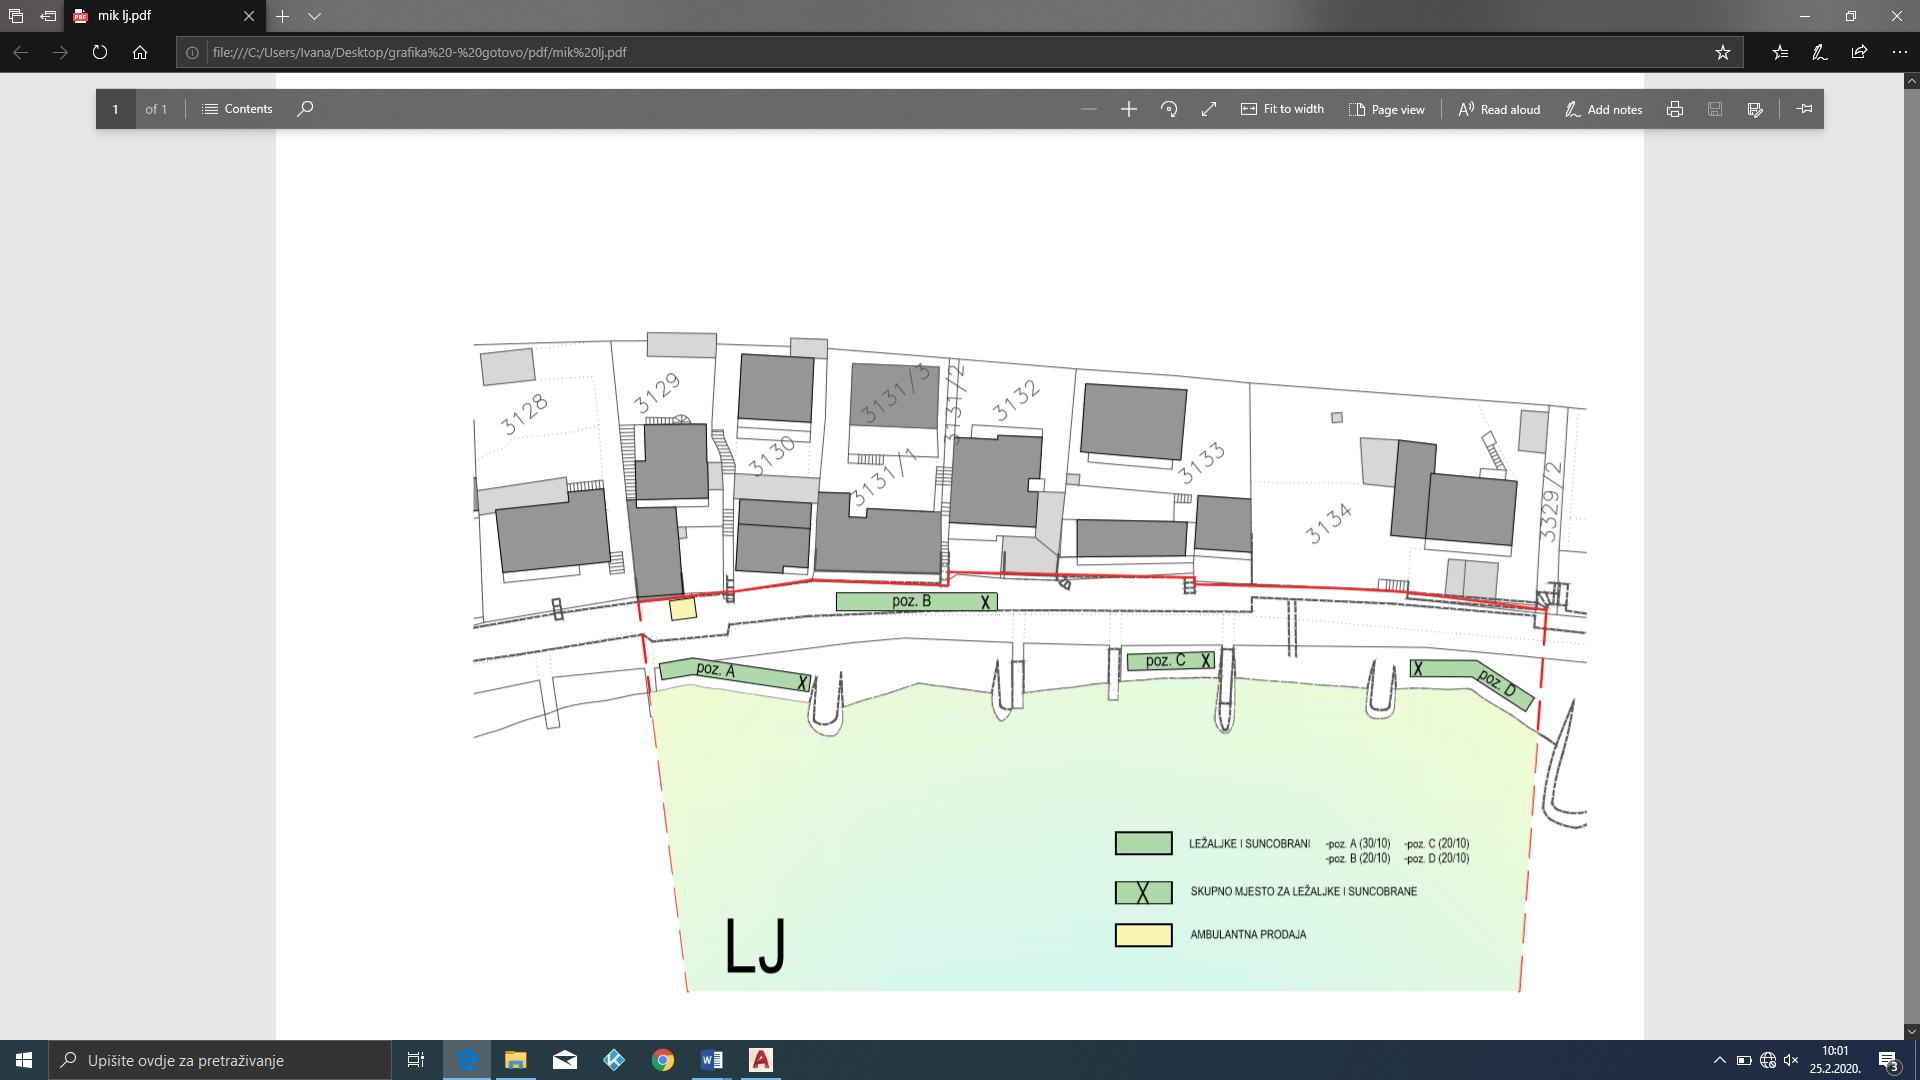 mik lj.pdf
file:///C:/Users/Ivana/Desktop/grafika%20-%20gotovo/pdf/mik%20lj.pdf
1 of 1 Contents Fit to width Page view Read aloud Add notes
3128
3129
3130
3131/3
3131/2
3131/1
3132
3133
3134
3329/2
poz. B X
poz. A X
poz. C X
X poz. D
LEŽALJKE I SUNCOBRANI -poz. A (30/10) -poz. C (20/10)
-poz. B (20/10) -poz. D (20/10)
X SKUPNO MJESTO ZA LEŽALJKE I SUNCOBRANE
AMBULANTNA PRODAJA
LJ
Upišite ovdje za pretraživanje
10:01
25.2.2020.
3